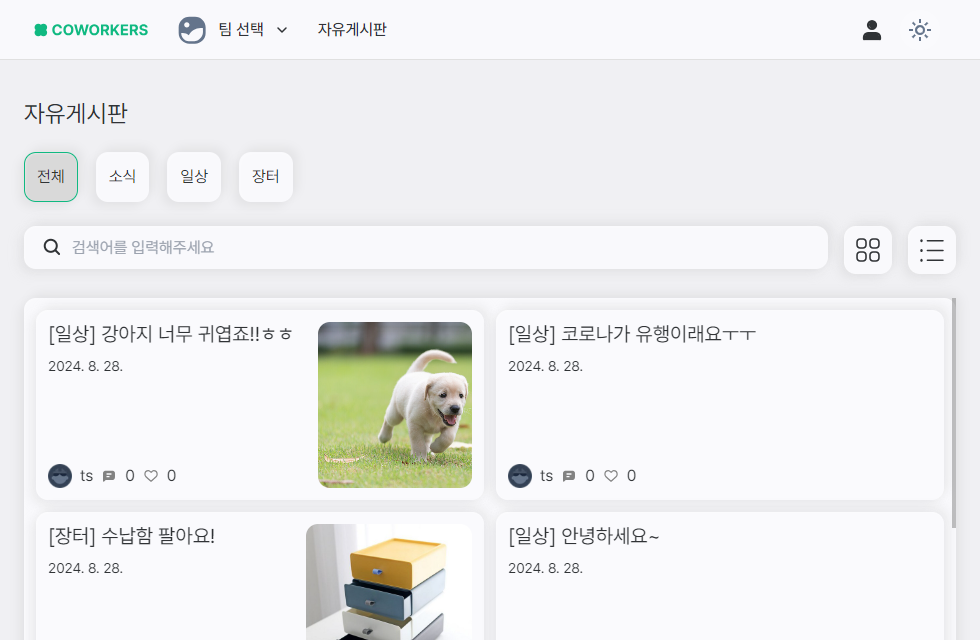 COWORKERS 팀 선택 자유게시판
자유게시판
전체 소식 일상 장터
검색어를 입력해주세요
[일상] 강아지 너무 귀엽죠!!ㅎㅎ
2024. 8. 28.
ts 0 0
[일상] 코로나가 유행이래요ㅜㅜ
2024. 8. 28.
ts 0 0
[장터] 수납함 팔아요!
2024. 8. 28.
[일상] 안녕하세요~
2024. 8. 28.